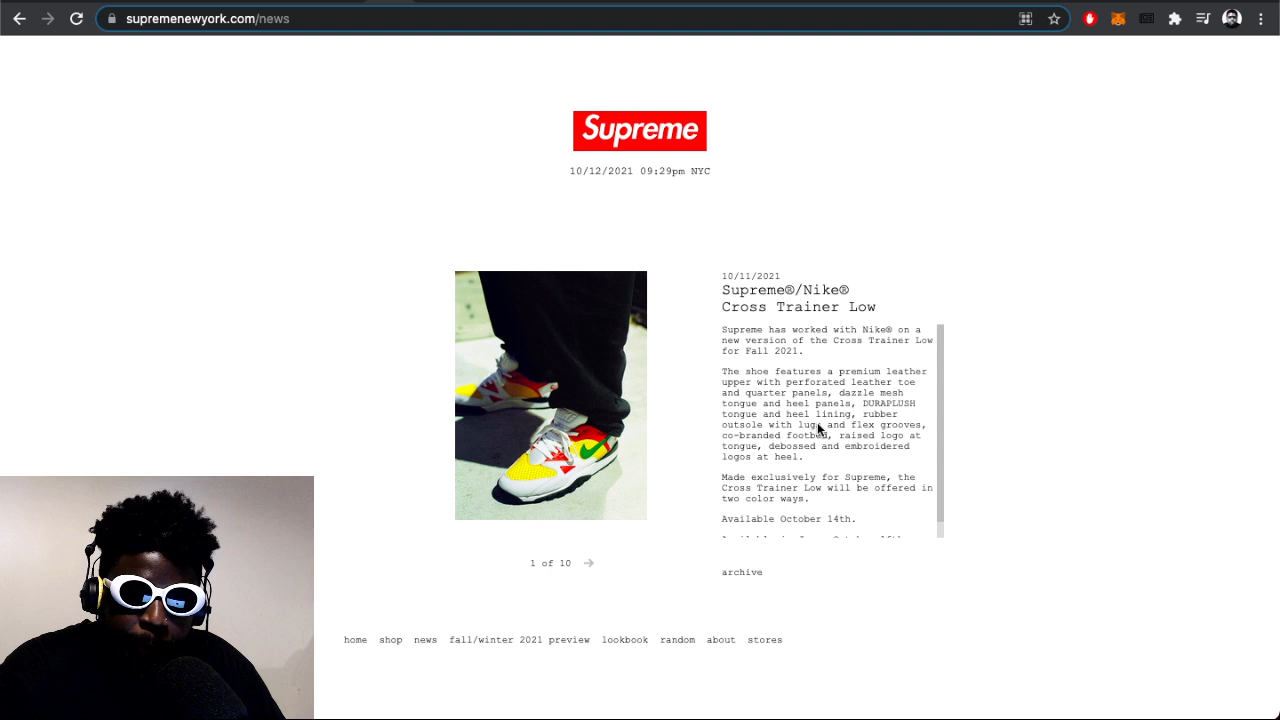 supremenewyork.com/news
Supreme
10/12/2021 09:29pm NYC
10/11/2021
Supreme®/Nike®
Cross Trainer Low
Supreme has worked with Nike® on a
new version of the Cross Trainer Low
for Fall 2021.
The shoe features a premium leather
upper with perforated leather toe
and quarter panels, dazzle mesh
tongue and heel panels, DURAPLUSH
tongue and heel lining, rubber
outsole with lugs and flex grooves,
co-branded footbed, raised logo at
tongue, debossed and embroidered
logos at heel.
Made exclusively for Supreme, the
Cross Trainer Low will be offered in
two color ways.
Available October 14th.
1 of 10
archive
home shop news fall/winter 2021 preview lookbook random about stores